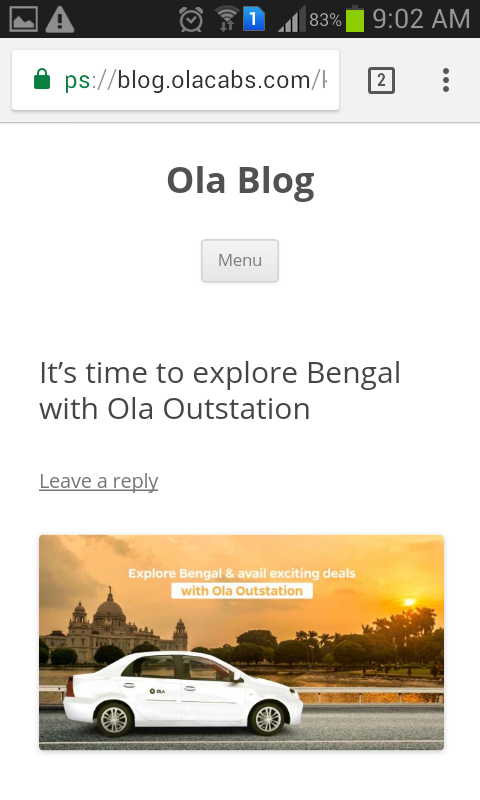 1
83%
9:02 AM
ps://blog.olacabs.com/k
2
Ola Blog
Menu
It's time to explore Bengal
with Ola Outstation
Leave a reply
Explore Bengal & avail exciting deals
with Ola Outstation
OLA